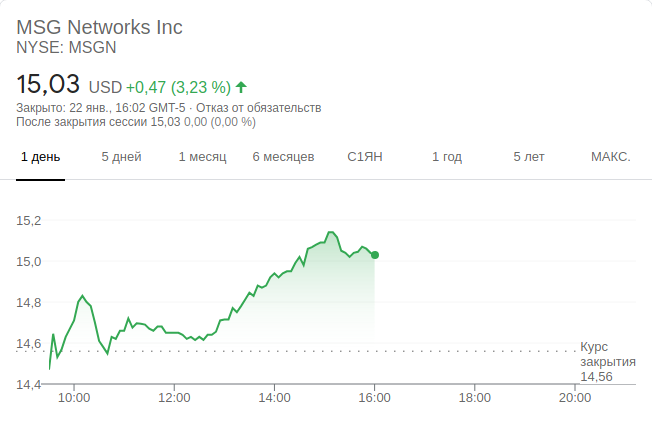 MSG Networks Inc
NYSE: MSGN
15,03 USD +0,47 (3,23 %)
Закрыто: 22 янв., 16:02 GMT-5 · Отказ от обязательств
После закрытия сессии 15,03 0,00 (0,00 %)
1 день 5 дней 1 месяц 6 месяцев С1ЯН 1 год 5 лет МАКС.
15,2
15,0
14,8
14,6
14,4
Курс
закрытия
14,56
10:00 12:00 14:00 16:00 18:00 20:00